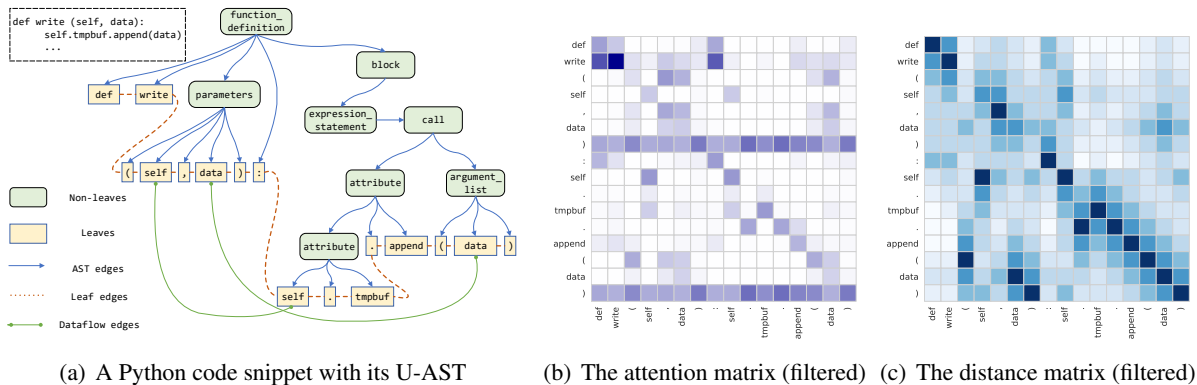 def write (self, data):
self.tmpbuf.append(data)
...
function_
definition
block
def
write
parameters
expression_
statement
call
(
self
,
data
)
:
attribute
argument_
list
attribute
.
append
(
data
)
self
.
tmpbuf
Non-leaves
Leaves
AST edges
Leaf edges
Dataflow edges
(a) A Python code snippet with its U-AST
def
write
(
self
,
data
)
:
self
.
tmpbuf
.
append
(
data
)
def
write
(
self
,
data
)
:
self
.
tmpbuf
.
append
(
data
)
(b) The attention matrix (filtered)
def
write
(
self
,
data
)
:
self
.
tmpbuf
.
append
(
data
)
def
write
(
self
,
data
)
:
self
.
tmpbuf
.
append
(
data
)
(c) The distance matrix (filtered)